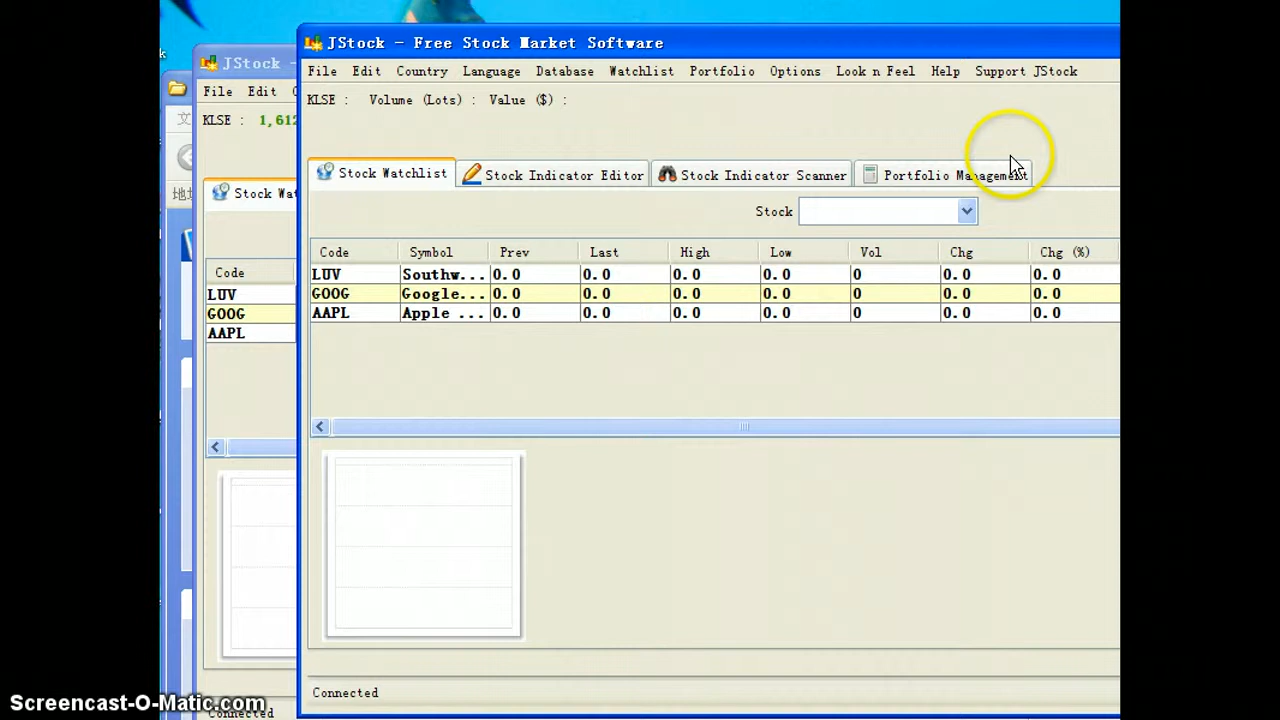 JStock - Free Stock Market Software
File Edit Country Language Database Watchlist Portfolio Options Look n Feel Help Support JStock
KLSE : Volume (Lots) : Value ($) :
Stock Watchlist Stock Indicator Editor Stock Indicator Scanner Portfolio Management
Stock
Code Symbol Prev Last High Low Vol Chg Chg (%)
LUV Southw... 0.0 0.0 0.0 0.0 0 0.0 0.0
GOOG Google... 0.0 0.0 0.0 0.0 0 0.0 0.0
AAPL Apple ... 0.0 0.0 0.0 0.0 0 0.0 0.0
Connected
JStock -
File Edit
KLSE : 1,612
Stock Wat
Code
LUV
GOOG
AAPL
Connected
文
地址
Screencast-O-Matic.com